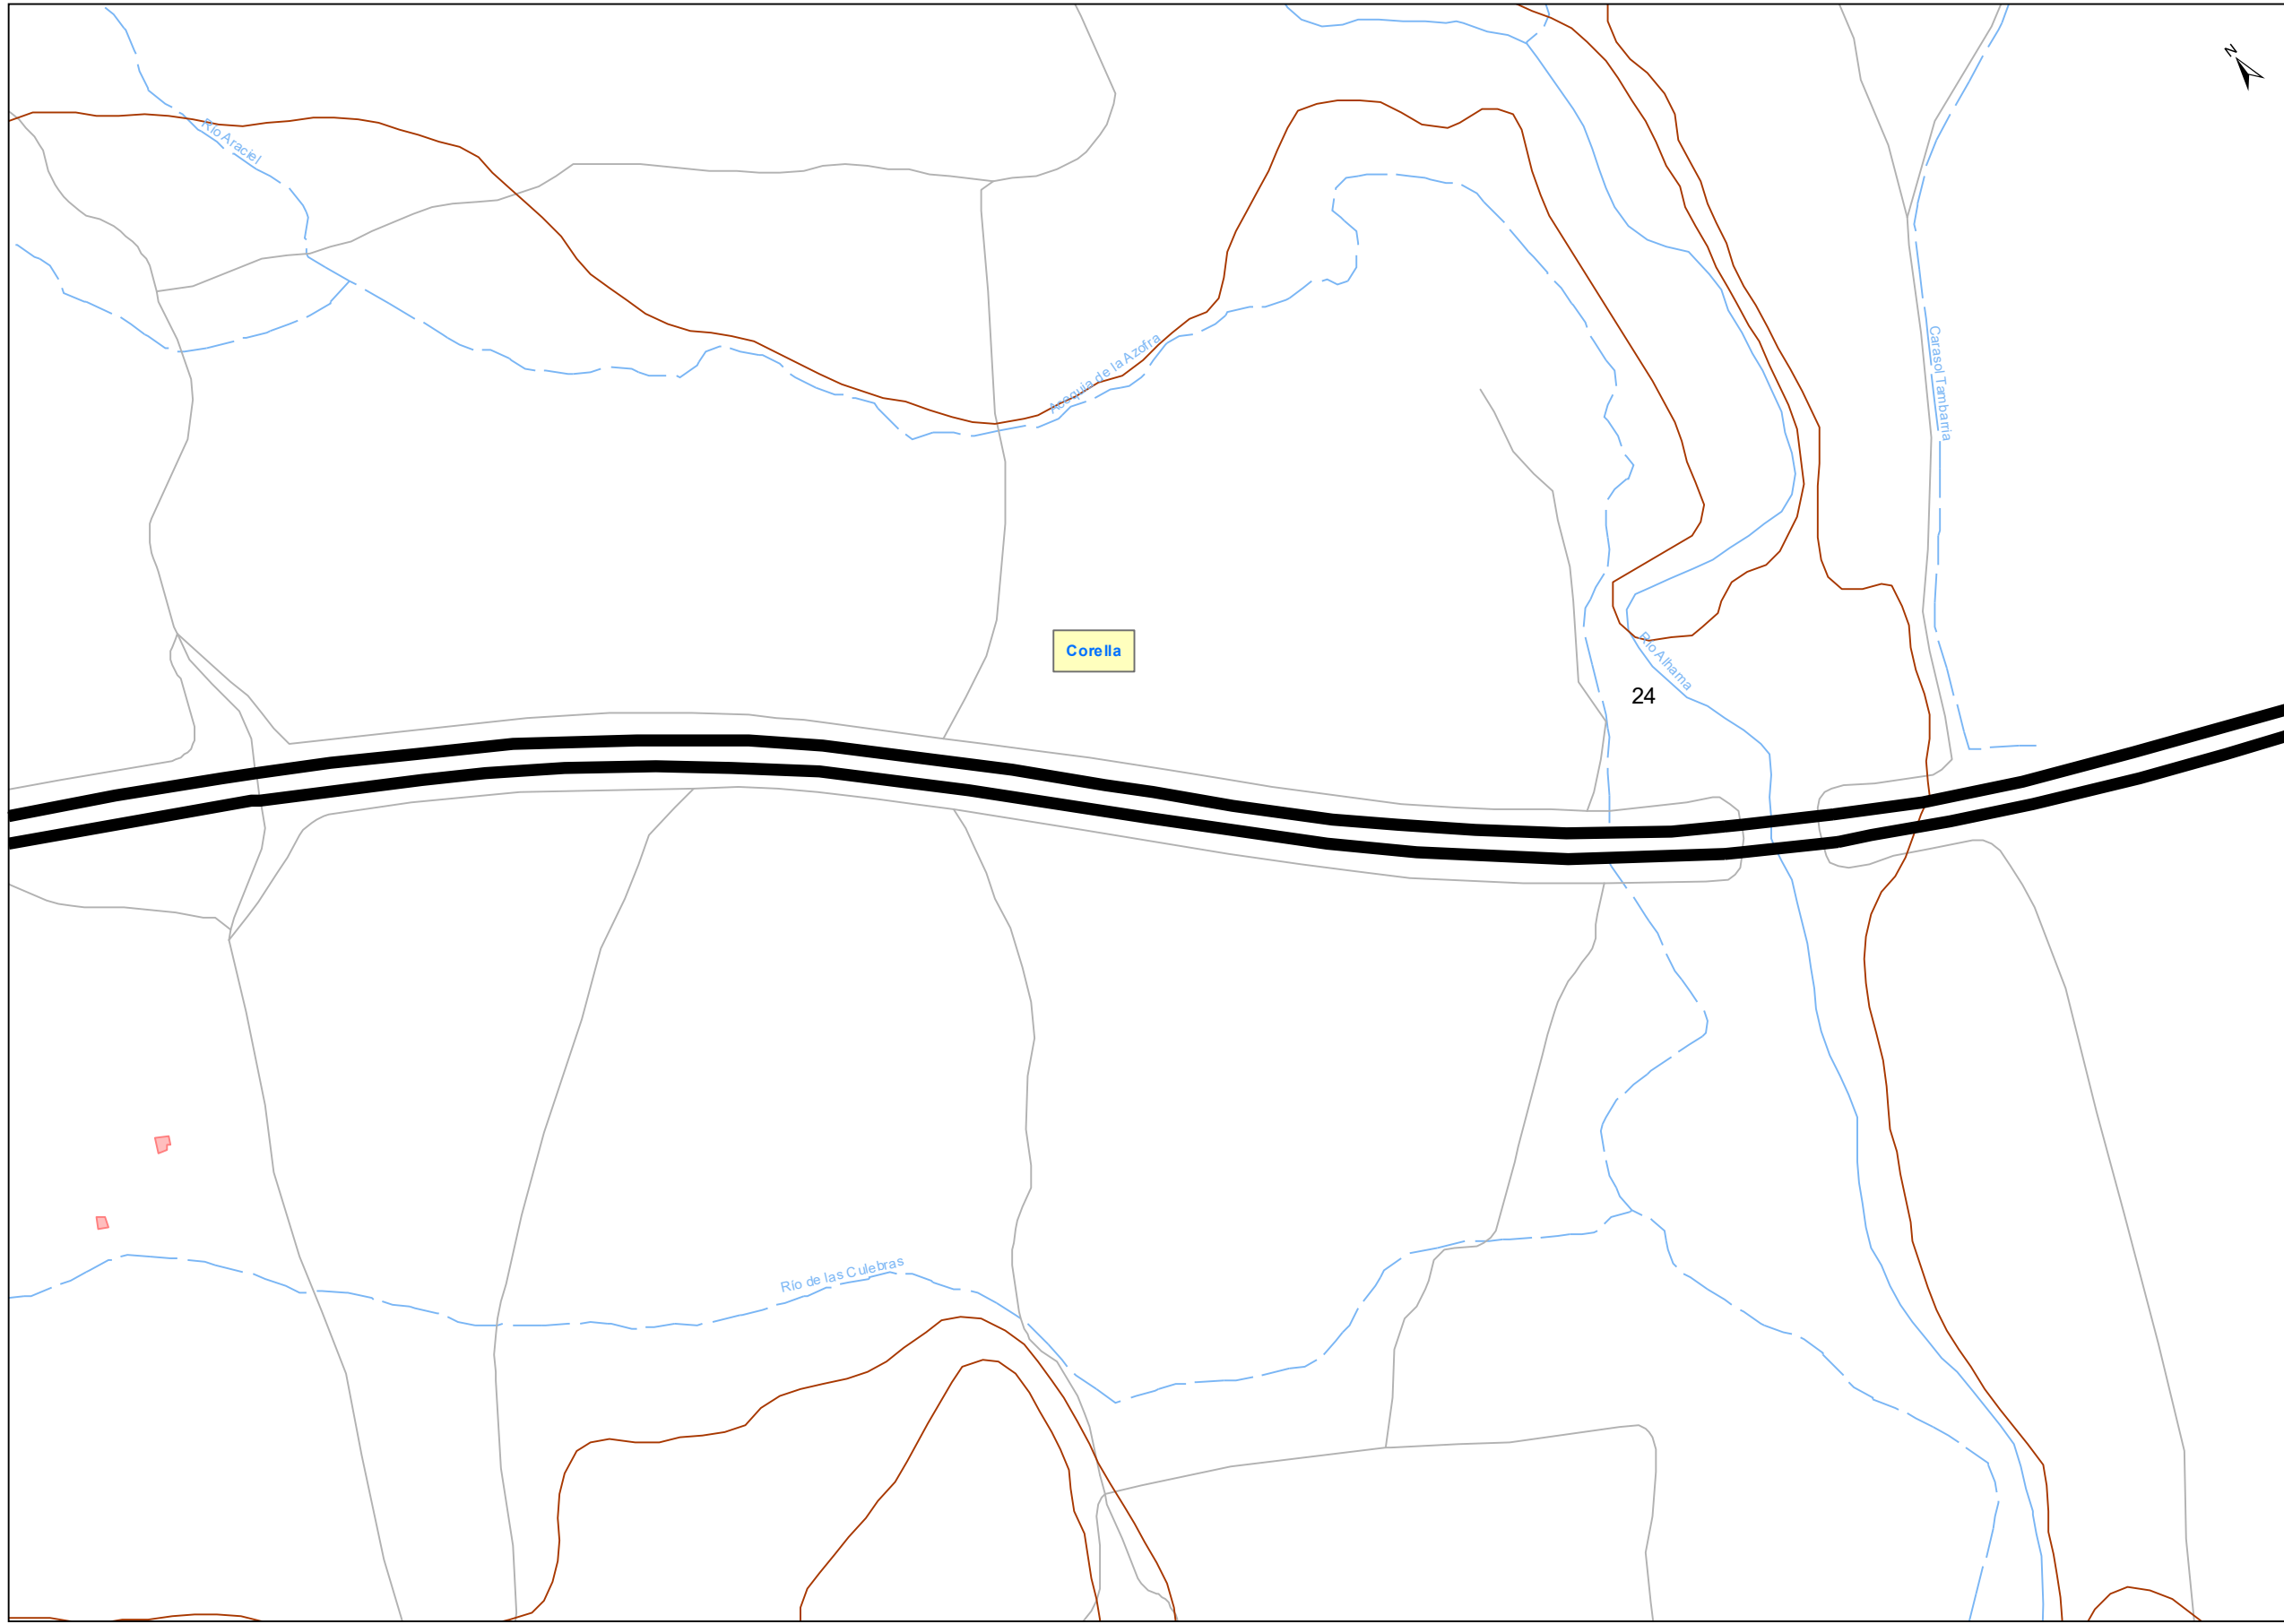 N
Río Araciel
Acequia de la Azofra
Carasol Tambarria
Corella
Río Alhama
24
Río de las Culebras